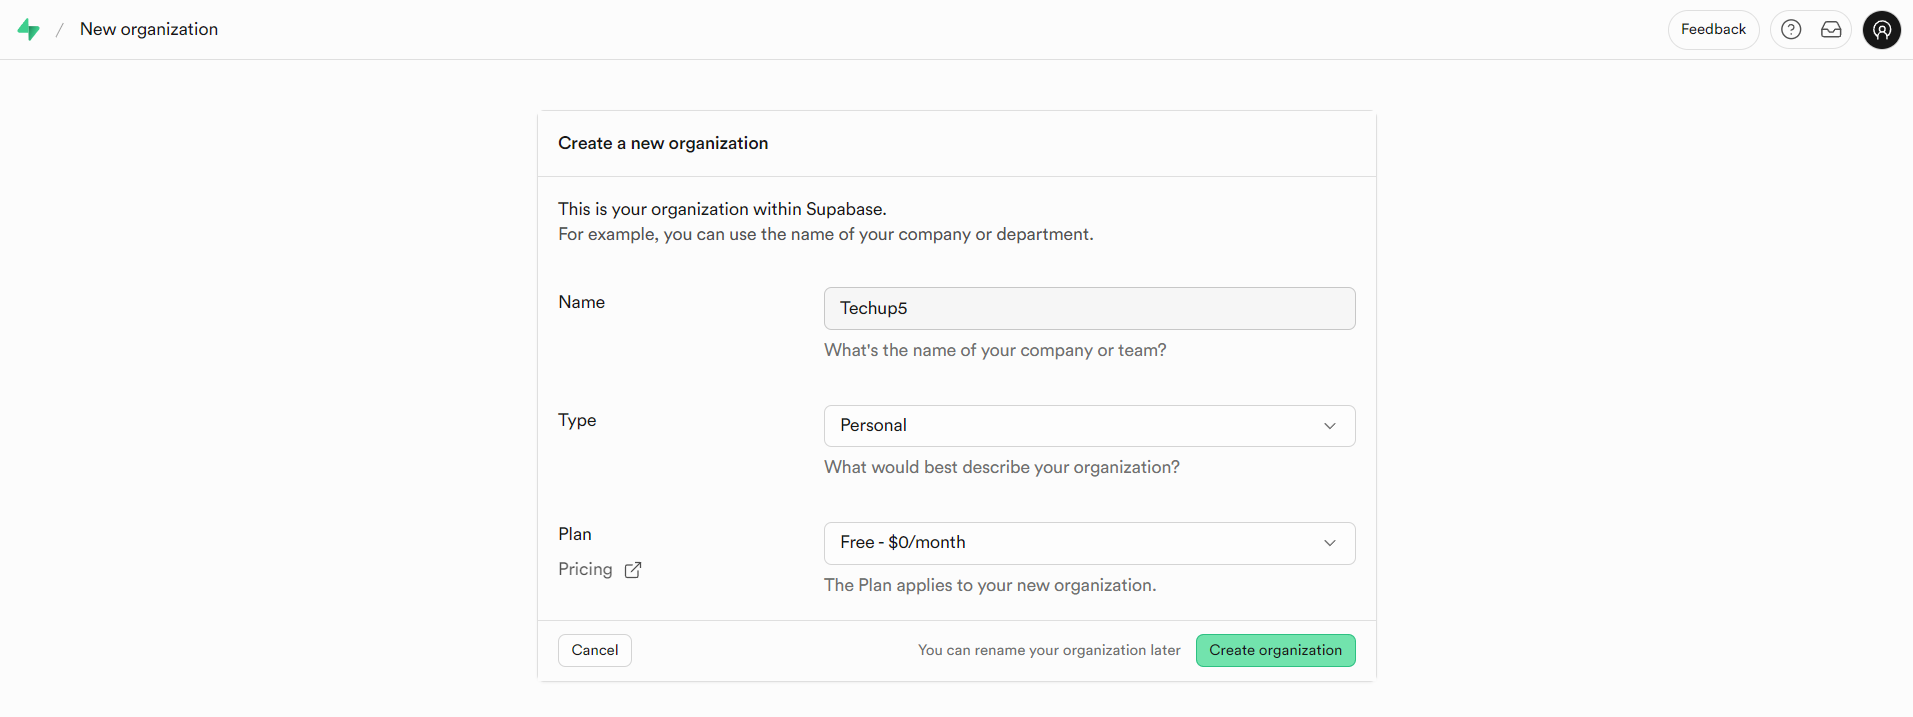 / New organization
Feedback
Create a new organization
This is your organization within Supabase.
For example, you can use the name of your company or department.
Name
Techup5
What's the name of your company or team?
Type
Personal
What would best describe your organization?
Plan
Free - $0/month
Pricing
The Plan applies to your new organization.
Cancel
You can rename your organization later
Create organization